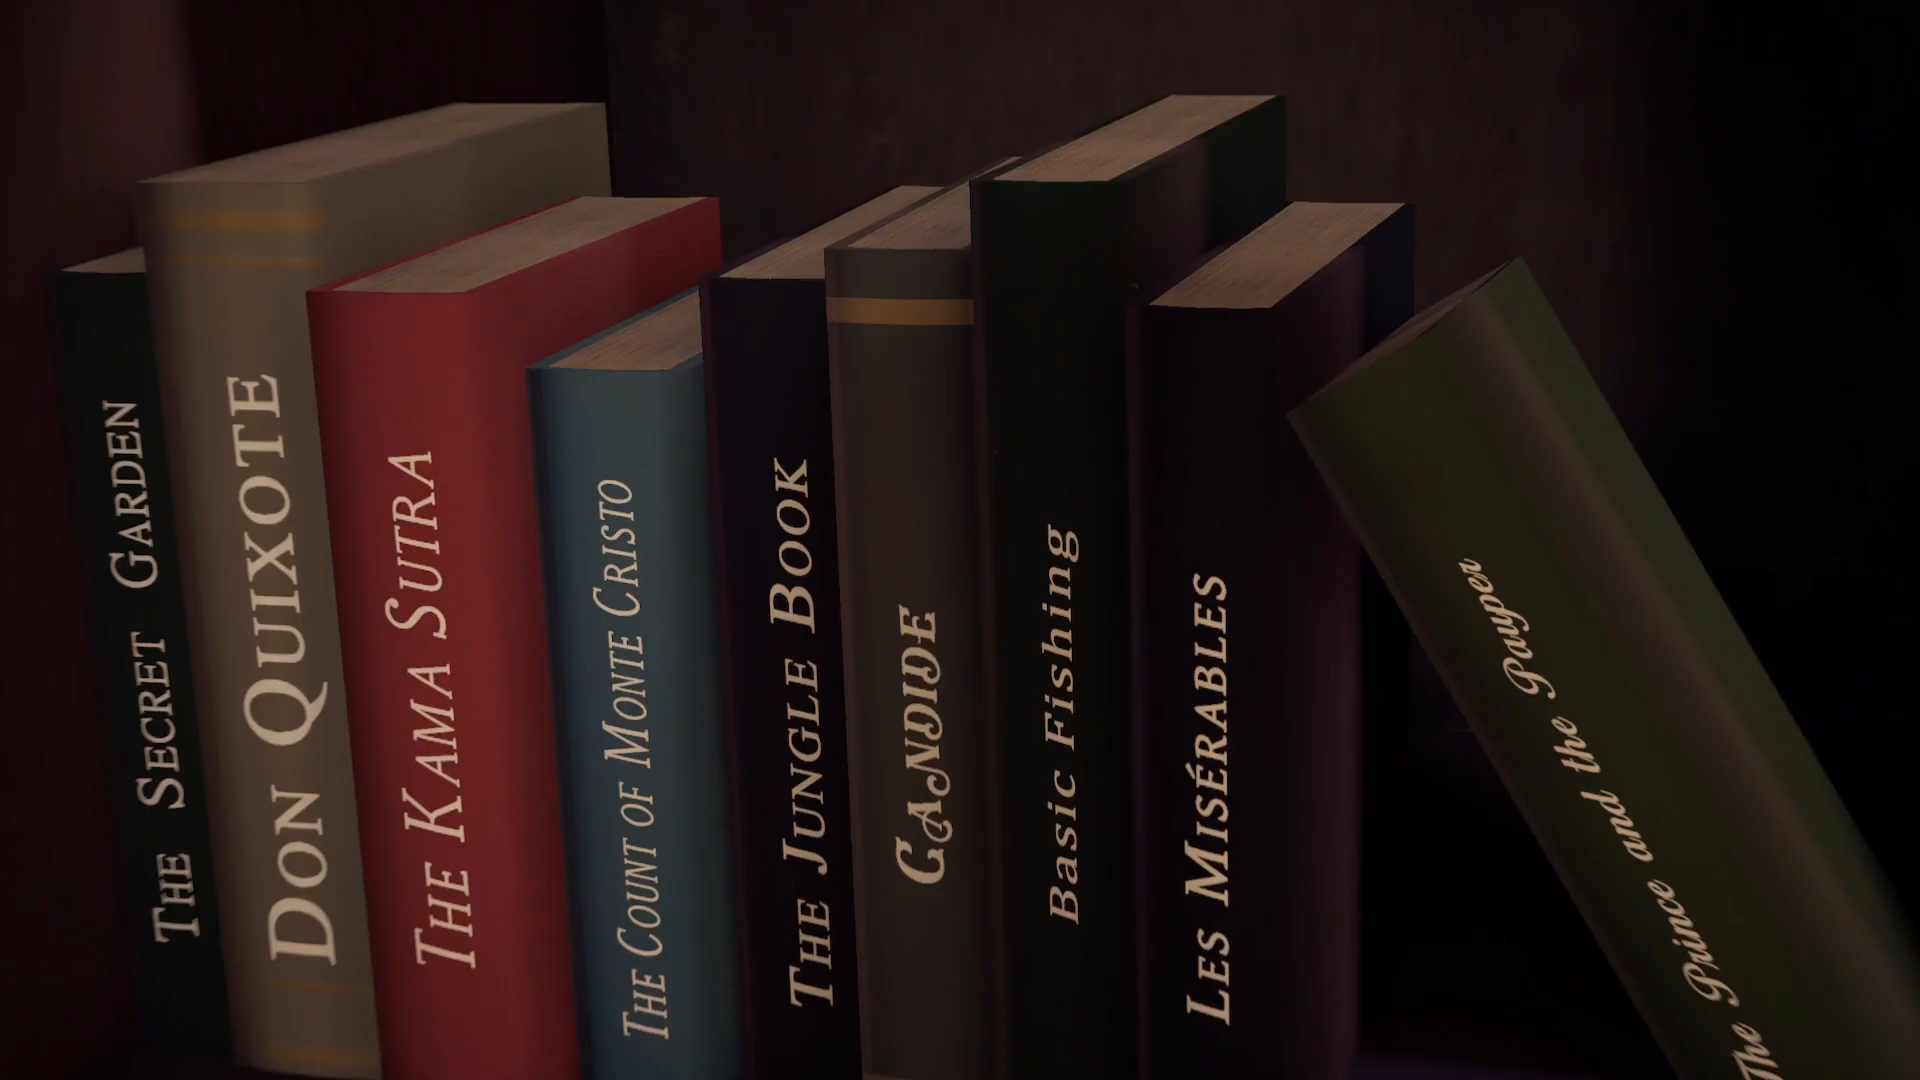 The Secret Garden
Don Quixote
The Kama Sutra
The Count of Monte Cristo
The Jungle Book
Candide
Basic Fishing
Les Misérables
The Prince and the Pauper